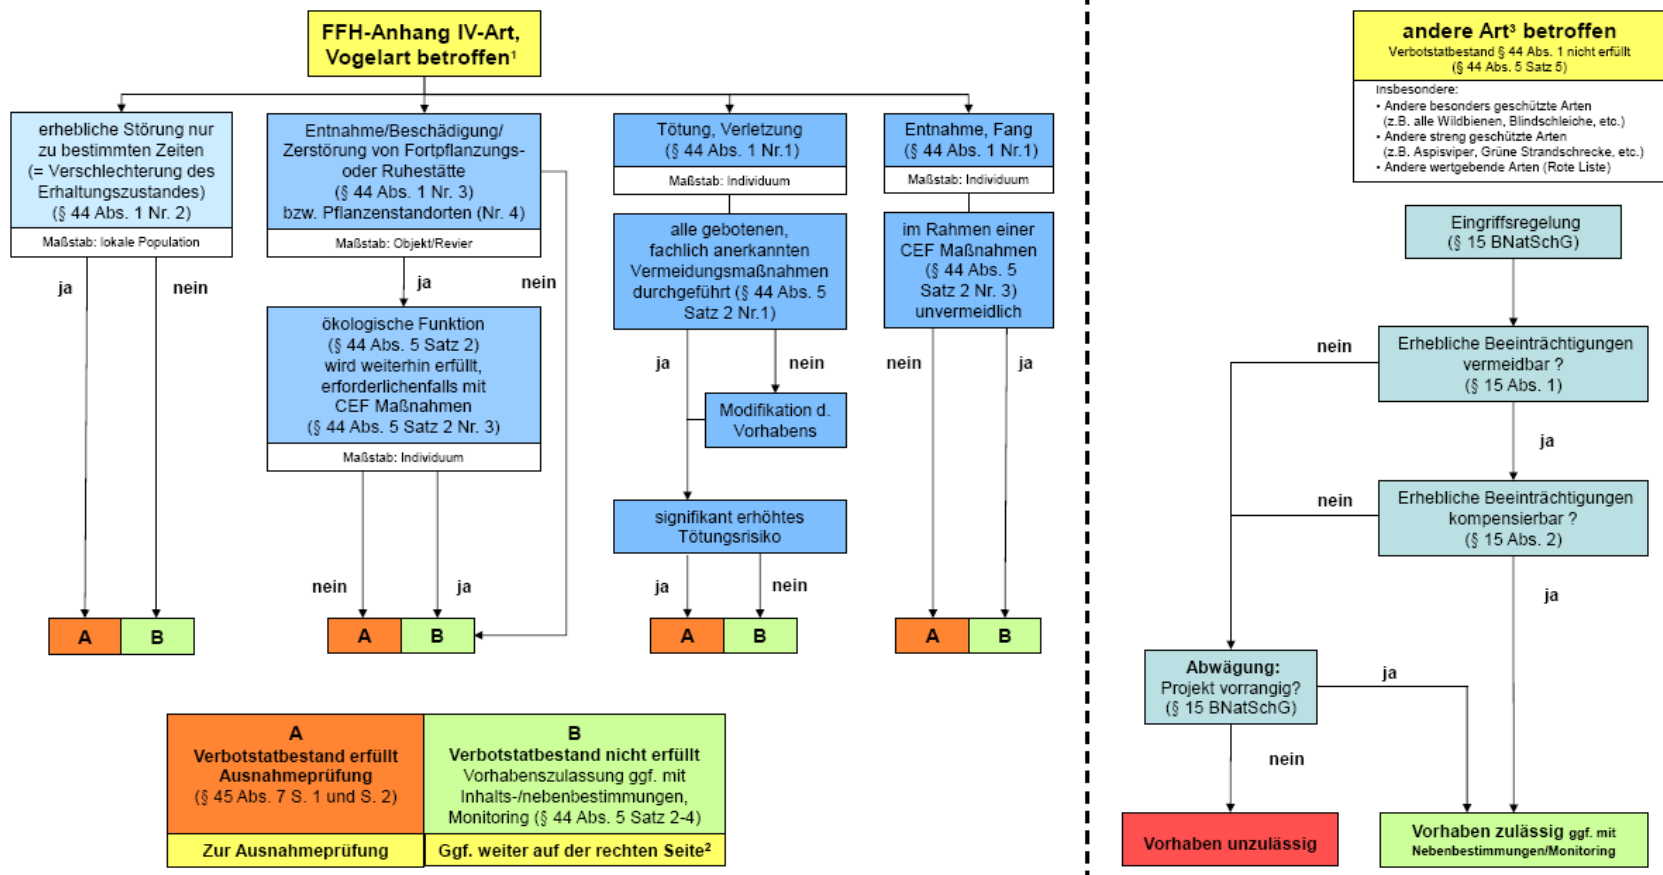 FFH-Anhang IV-Art,
Vogelart betroffen¹
erhebliche Störung nur
zu bestimmten Zeiten
(= Verschlechterung des
Erhaltungszustandes)
(§ 44 Abs. 1 Nr. 2)
Maßstab: lokale Population
ja
nein
Entnahme/Beschädigung/
Zerstörung von Fortpflanzungs-
oder Ruhestätte
(§ 44 Abs. 1 Nr. 3)
bzw. Pflanzenstandorten (Nr. 4)
Maßstab: Objekt/Revier
ja
nein
ökologische Funktion
(§ 44 Abs. 5 Satz 2)
wird weiterhin erfüllt,
erforderlichenfalls mit
CEF Maßnahmen
(§ 44 Abs. 5 Satz 2 Nr. 3)
Maßstab: Individuum
nein
ja
Tötung, Verletzung
(§ 44 Abs. 1 Nr.1)
Maßstab: Individuum
alle gebotenen,
fachlich anerkannten
Vermeidungsmaßnahmen
durchgeführt (§ 44 Abs. 5
Satz 2 Nr.1)
ja
nein
Modifikation d.
Vorhabens
signifikant erhöhtes
Tötungsrisiko
ja
nein
Entnahme, Fang
(§ 44 Abs. 1 Nr.1)
Maßstab: Individuum
im Rahmen einer
CEF Maßnahmen
(§ 44 Abs. 5
Satz 2 Nr. 3)
unvermeidlich
nein
ja
A
B
A
B
A
B
A
B
A
Verbotstatbestand erfüllt
Ausnahmeprüfung
(§ 45 Abs. 7 S. 1 und S. 2)
Zur Ausnahmeprüfung
B
Verbotstatbestand nicht erfüllt
Vorhabenszulassung ggf. mit
Inhalts-/nebenbestimmungen,
Monitoring (§ 44 Abs. 5 Satz 2-4)
Ggf. weiter auf der rechten Seite²
andere Art³ betroffen
Verbotstatbestand § 44 Abs. 1 nicht erfüllt
(§ 44 Abs. 5 Satz 5)
Insbesondere:
• Andere besonders geschützte Arten
(z.B. alle Wildbienen, Blindschleiche, etc.)
• Andere streng geschützte Arten
(z.B. Aspisviper, Grüne Strandschrecke, etc.)
• Andere wertgebende Arten (Rote Liste)
Eingriffsregelung
(§ 15 BNatSchG)
nein
Erhebliche Beeinträchtigungen
vermeidbar ?
(§ 15 Abs. 1)
ja
nein
Erhebliche Beeinträchtigungen
kompensierbar ?
(§ 15 Abs. 2)
ja
Abwägung:
Projekt vorrangig?
(§ 15 BNatSchG)
ja
nein
Vorhaben unzulässig
Vorhaben zulässig ggf. mit
Nebenbestimmungen/Monitoring